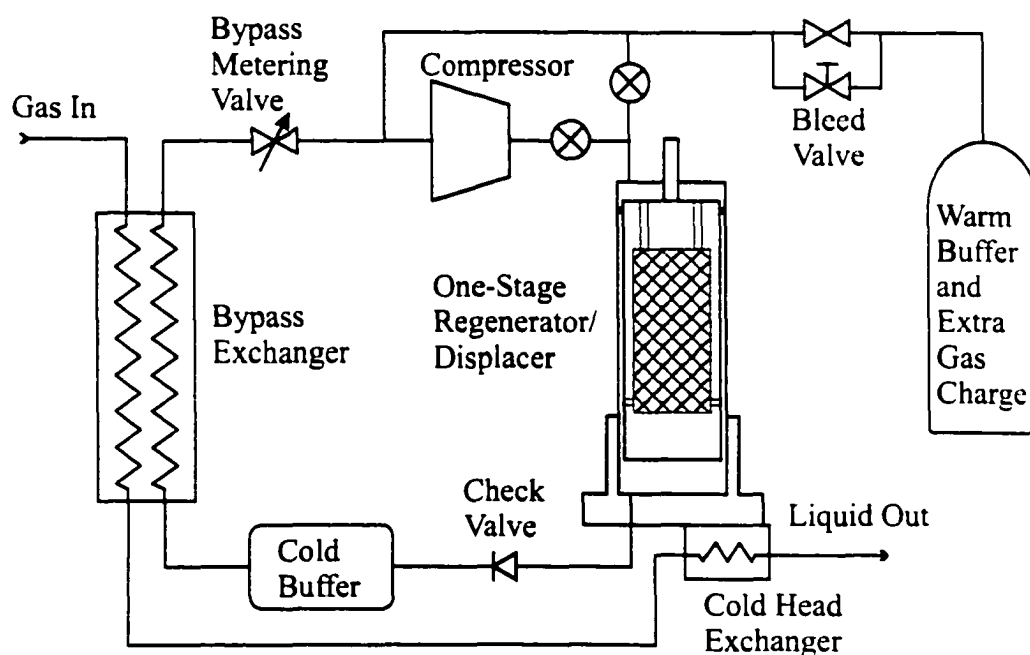 Bypass
Metering
Valve
Compressor
Gas In
Bleed
Valve
Warm
Buffer
and
Extra
Gas
Charge
One-Stage
Regenerator/
Displacer
Bypass
Exchanger
Check
Valve
Liquid Out
Cold
Buffer
Cold Head
Exchanger